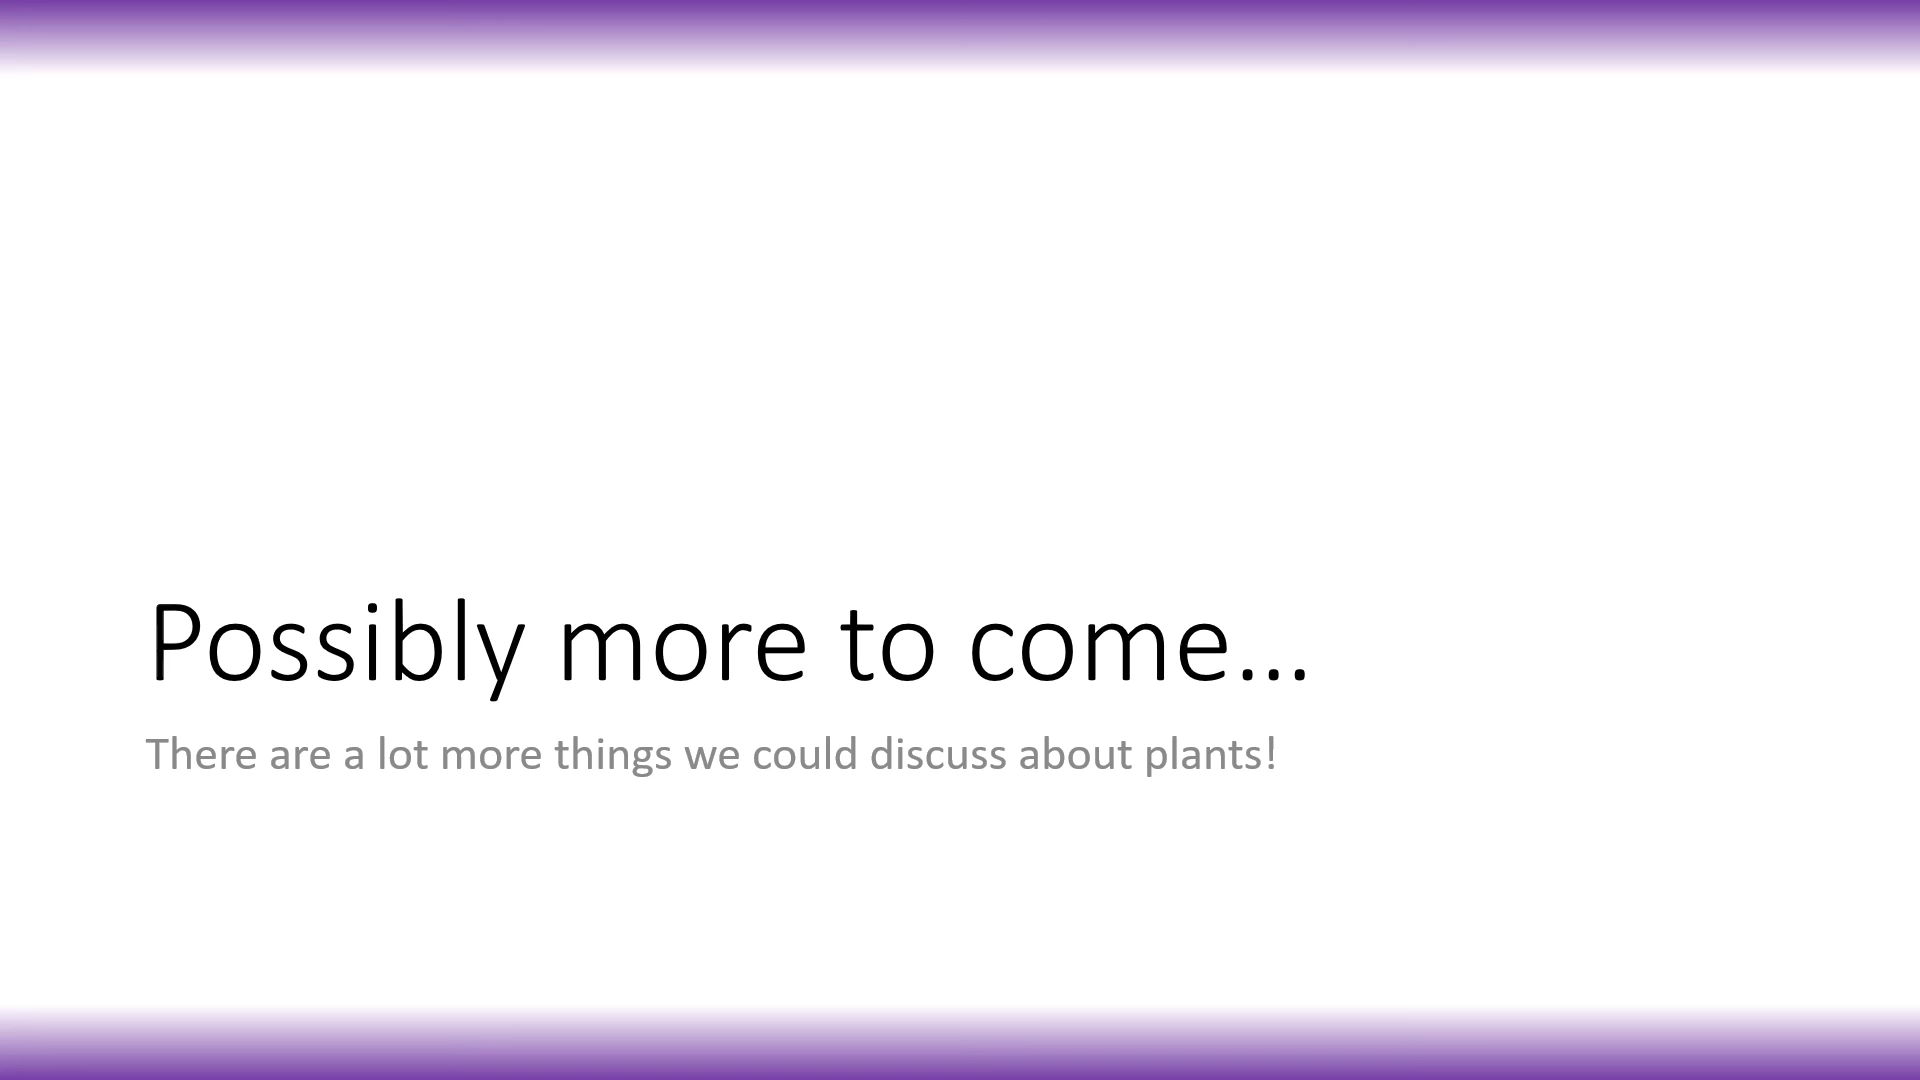 Possibly more to come…
There are a lot more things we could discuss about plants!